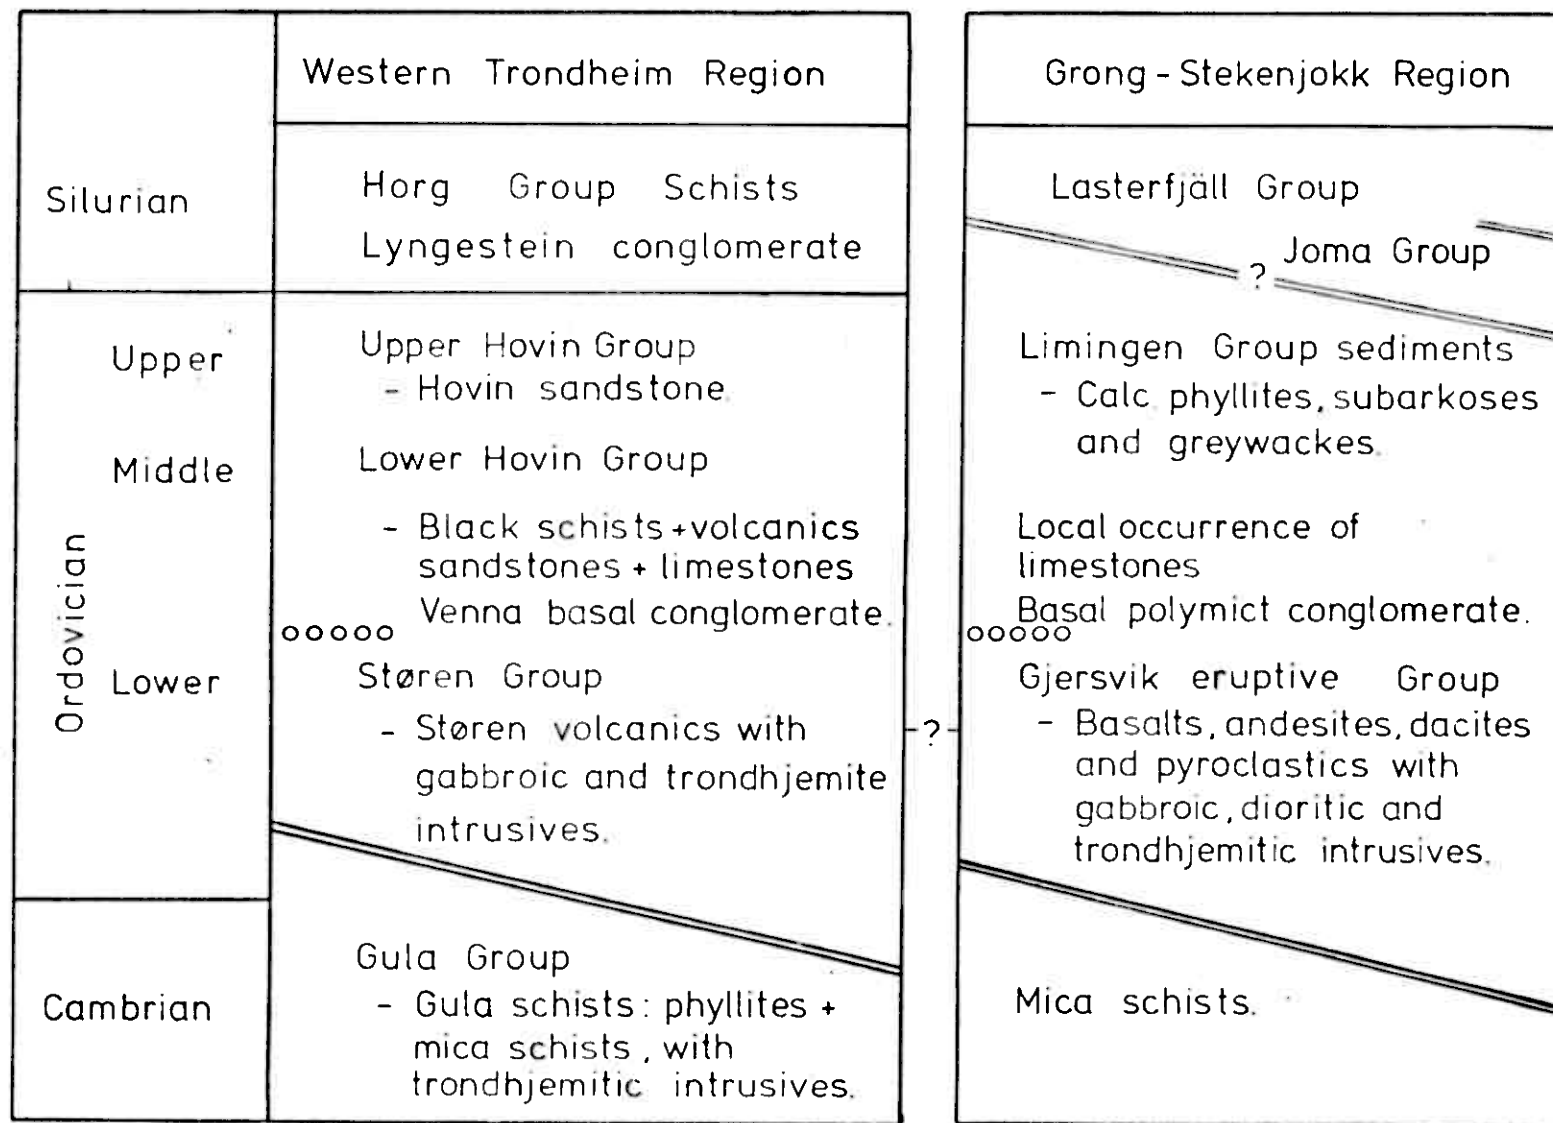 Western Trondheim Region
Silurian
Horg Group Schists
Lyngestein conglomerate
Ordovician
Upper
Upper Hovin Group
- Hovin sandstone.
Middle
Lower Hovin Group
- Black schists + volcanics
sandstones + limestones
Venna basal conglomerate.
ooooo
Lower
Støren Group
- Støren volcanics with
gabbroic and trondhjemite
intrusives.
Cambrian
Gula Group
- Gula schists: phyllites +
mica schists, with
trondhjemitic intrusives.
-?-
Grong - Stekenjokk Region
Lasterfjäll Group
Joma Group
?
Limingen Group sediments
- Calc phyllites, subarkoses
and greywackes.
Local occurrence of
limestones
Basal polymict conglomerate.
ooooo
Gjersvik eruptive Group
- Basalts, andesites, dacites
and pyroclastics with
gabbroic, dioritic and
trondhjemitic intrusives.
Mica schists.